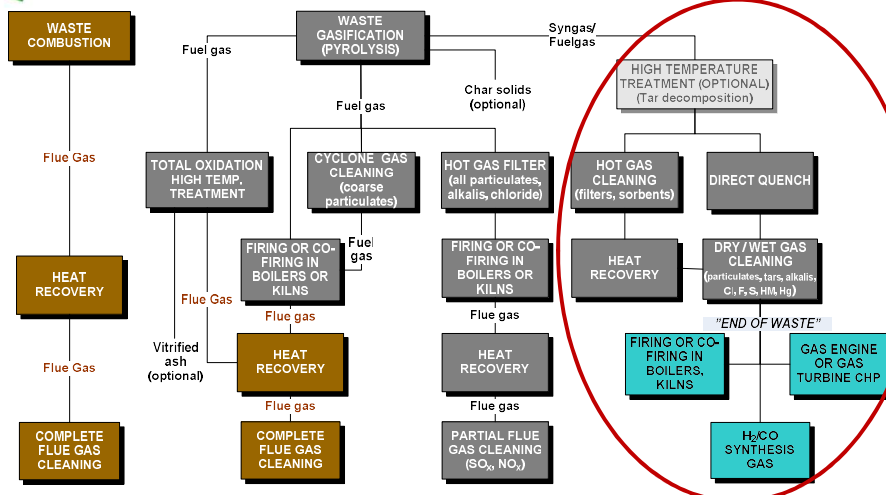 WASTE
COMBUSTION
Flue Gas
HEAT
RECOVERY
Flue Gas
COMPLETE
FLUE GAS
CLEANING
WASTE
GASIFICATION
(PYROLYSIS)
Fuel gas
Fuel gas
Char solids
(optional)
Syngas/
Fuelgas
TOTAL OXIDATION
HIGH TEMP.
TREATMENT
CYCLONE GAS
CLEANING
(coarse
particulates)
HOT GAS FILTER
(all particulates,
alkalis, chloride)
Fuel
gas
FIRING OR CO-
FIRING IN
BOILERS OR
KILNS
FIRING OR CO-
FIRING IN
BOILERS OR
KILNS
Flue Gas
Flue gas
Flue gas
Vitrified
ash
(optional)
HEAT
RECOVERY
HEAT
RECOVERY
Flue gas
Flue gas
COMPLETE
FLUE GAS
CLEANING
PARTIAL FLUE
GAS CLEANING
(SOx, NOx)
HIGH TEMPERATURE
TREATMENT (OPTIONAL)
(Tar decomposition)
HOT GAS
CLEANING
(filters, sorbents)
DIRECT QUENCH
HEAT
RECOVERY
DRY / WET GAS
CLEANING
(particulates, tars, alkalis,
Cl, F, S, HM, Hg)
"END OF WASTE"
FIRING OR CO-
FIRING IN
BOILERS,
KILNS
GAS ENGINE
OR GAS
TURBINE CHP
H₂/CO
SYNTHESIS
GAS